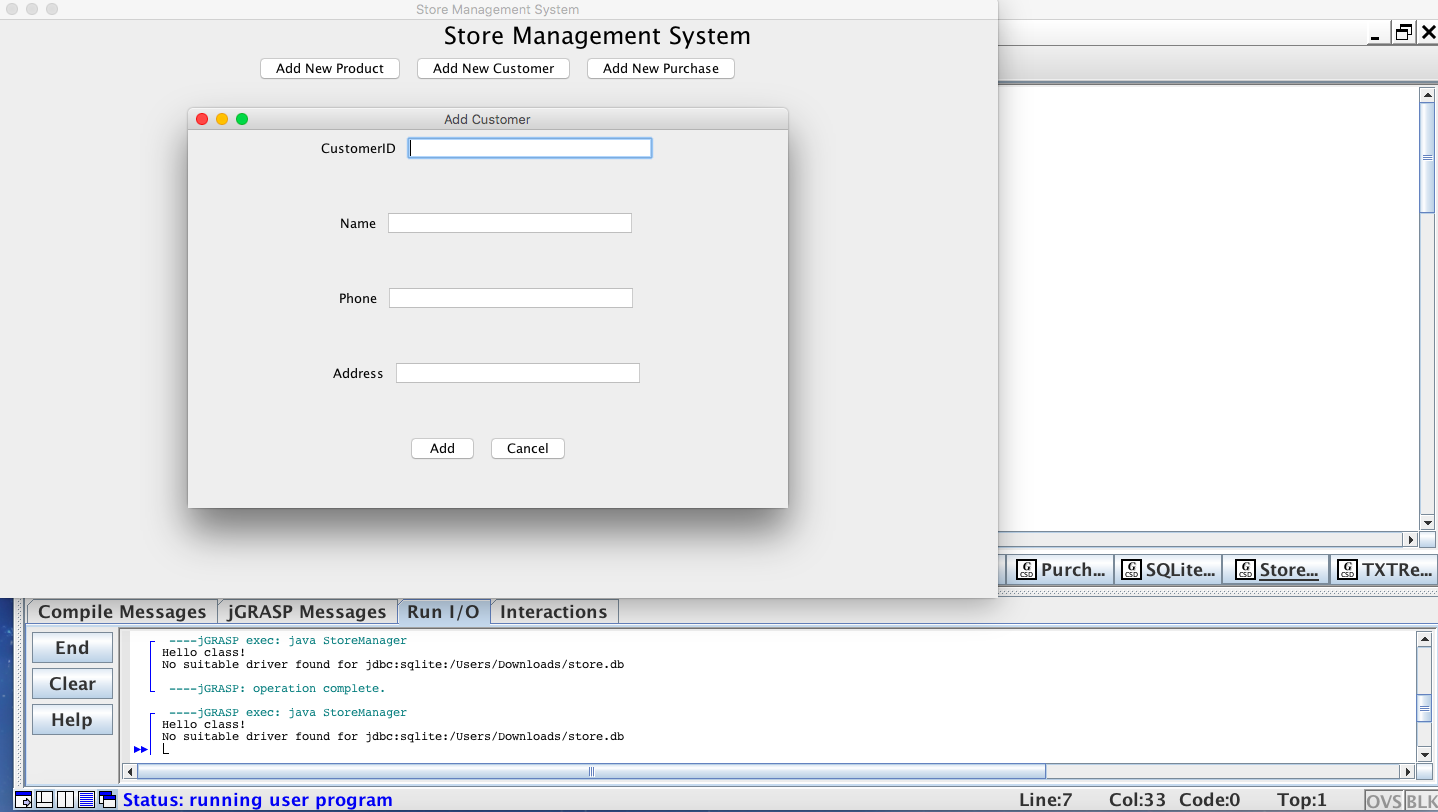 Store Management System
Store Management System
Add New Product Add New Customer Add New Purchase
Add Customer
CustomerID
Name
Phone
Address
Add Cancel
G CSD Purch... G CSD SQLite... G CSD Store... G CSD TXTRe...
Compile Messages jGRASP Messages Run I/O Interactions
End
Clear
Help
----jGRASP exec: java StoreManager
Hello class!
No suitable driver found for jdbc:sqlite:/Users/Downloads/store.db
----jGRASP: operation complete.
----jGRASP exec: java StoreManager
Hello class!
No suitable driver found for jdbc:sqlite:/Users/Downloads/store.db
Status: running user program Line:7 Col:33 Code:0 Top:1 OVS BLK